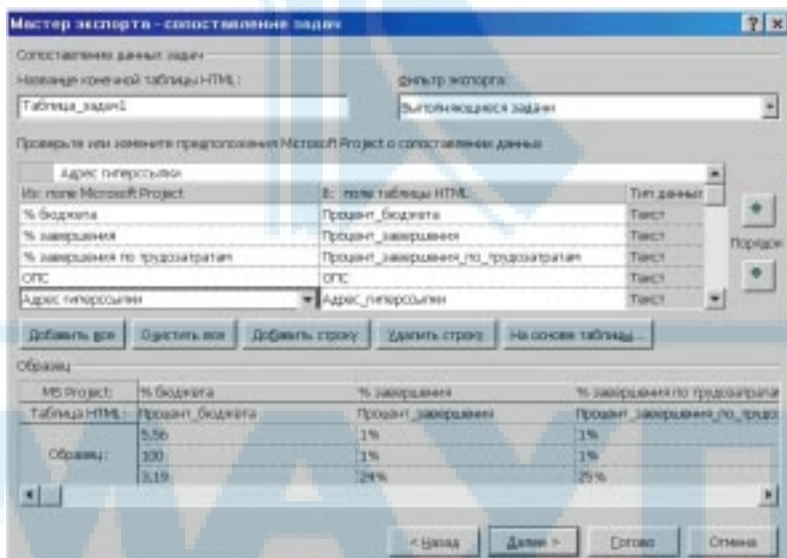 Мастер экспорта - сопоставление задач
Сопоставление данных задач
Название конечной таблицы HTML:
Фильтр экспорта:
Таблица_задач1
Выполняющиеся задачи
Проверьте или измените предположения Microsoft Project о сопоставлении данных
Адрес гиперссылки
Из: поле Microsoft Project В: поле таблицы HTML Тип данных
% бюджета Процент_бюджета Текст
% завершения Процент_завершения Текст
% завершения по трудозатратам Процент_завершения_по_трудозатратам Текст
ОПС ОПС Текст
Адрес гиперссылки Адрес_гиперссылки Текст
Порядок
Добавить все Очистить все Добавить строку Удалить строку На основе таблицы...
Образец
MS Project: % бюджета % завершения % завершения по трудозатратам
Таблица HTML: Процент_бюджета Процент_завершения Процент_завершения_по_трудо
5,56 1% 1%
Образец: 100 1% 1%
3,19 24% 25%
< Назад Далее > Готово Отмена